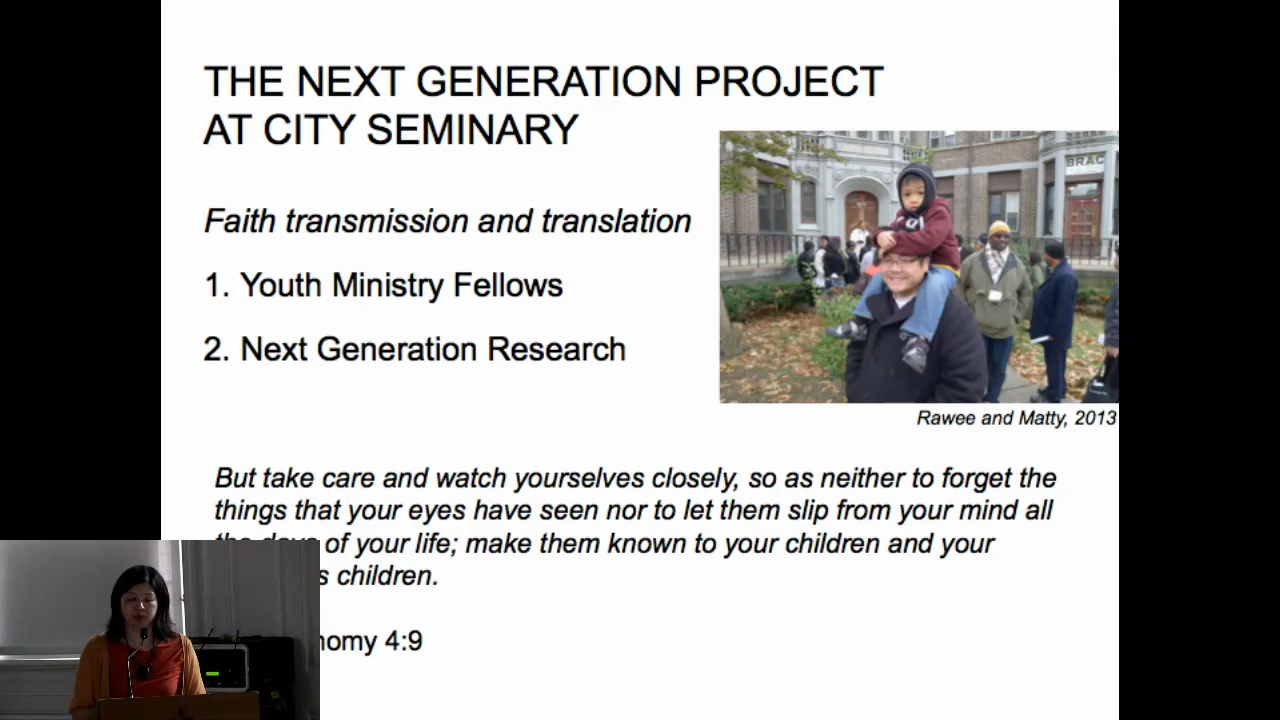 THE NEXT GENERATION PROJECT
AT CITY SEMINARY
BRAC
Faith transmission and translation
1. Youth Ministry Fellows
2. Next Generation Research
Rawee and Matty, 2013
But take care and watch yourselves closely, so as neither to forget the
things that your eyes have seen nor to let them slip from your mind all
the days of your life; make them known to your children and your
children.
4:9